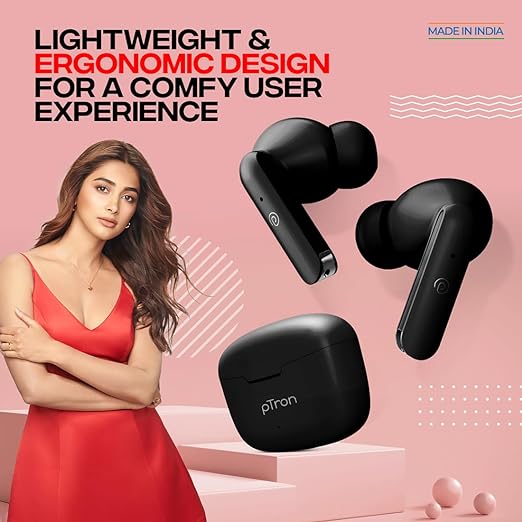 LIGHTWEIGHT &
ERGONOMIC DESIGN
FOR A COMFY USER
EXPERIENCE
MADE IN INDIA
pTron